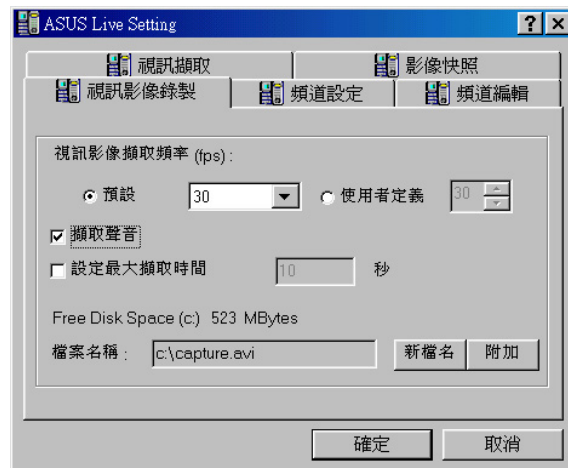 ASUS Live Setting
視訊擷取 影像快照
視訊影像錄製 頻道設定 頻道編輯
視訊影像擷取頻率 (fps) :
預設 30 使用者定義 30
擷取聲音
設定最大擷取時間 10 秒
Free Disk Space (c:) 523 MBytes
檔案名稱 : c:\capture.avi 新檔名 附加
確定 取消